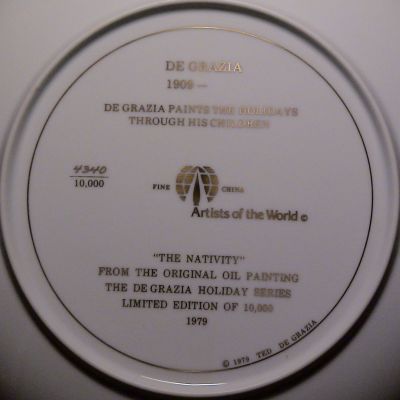 DE GRAZIA
1909 —
DE GRAZIA PAINTS THE HOLIDAYS
THROUGH HIS CHILDREN
4340
10,000
FINE CHINA
Artists of the World ©
"THE NATIVITY"
FROM THE ORIGINAL OIL PAINTING
THE DE GRAZIA HOLIDAY SERIES
LIMITED EDITION OF 10,000
1979
© 1979 TED DE GRAZIA